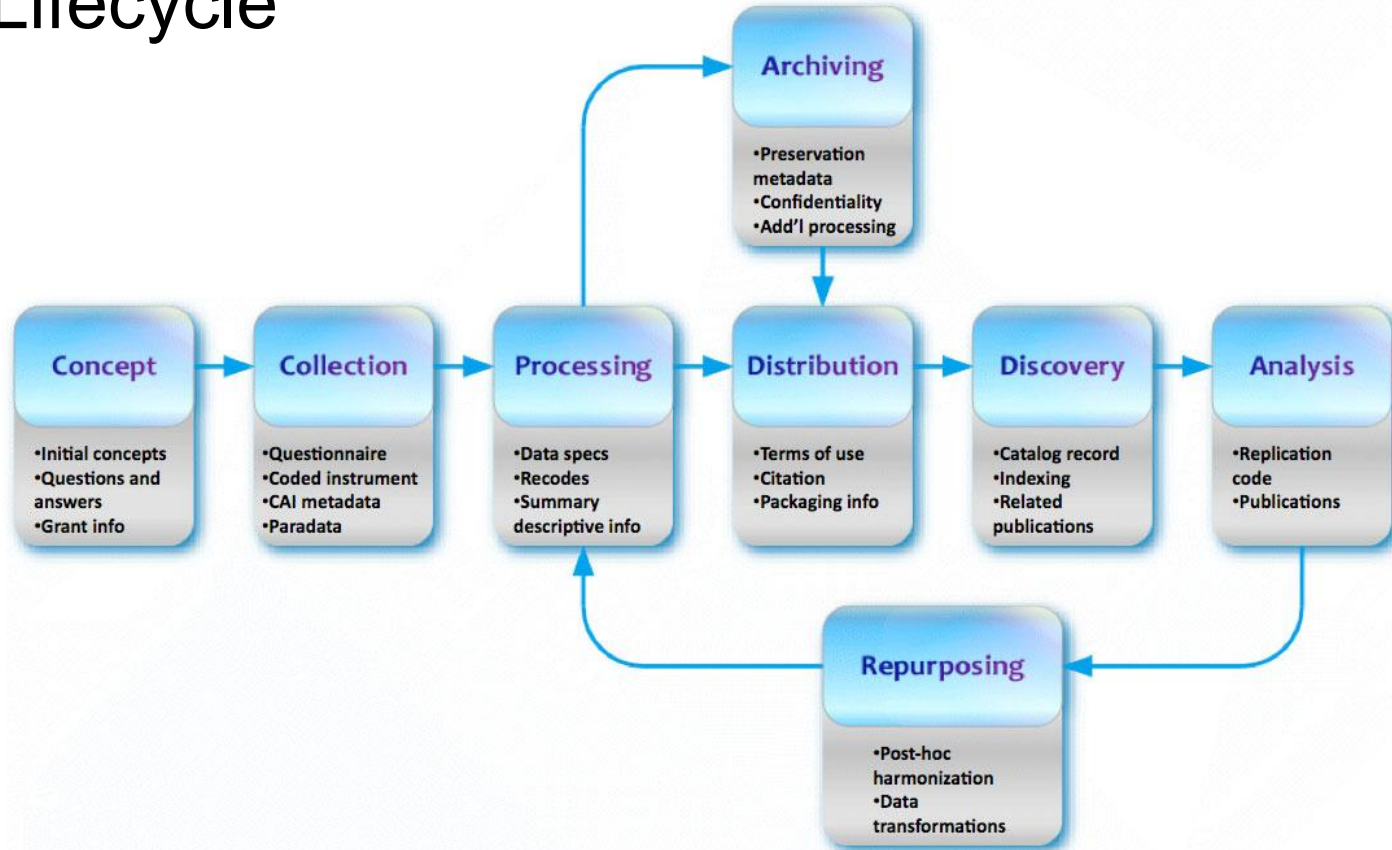 Lifecycle
Archiving
•Preservation
metadata
•Confidentiality
•Add'l processing
Concept
•Initial concepts
•Questions and
answers
•Grant info
Collection
•Questionnaire
•Coded instrument
•CAI metadata
•Paradata
Processing
•Data specs
•Recodes
•Summary
descriptive info
Distribution
•Terms of use
•Citation
•Packaging info
Discovery
•Catalog record
•Indexing
•Related
publications
Analysis
•Replication
code
•Publications
Repurposing
•Post-hoc
harmonization
•Data
transformations